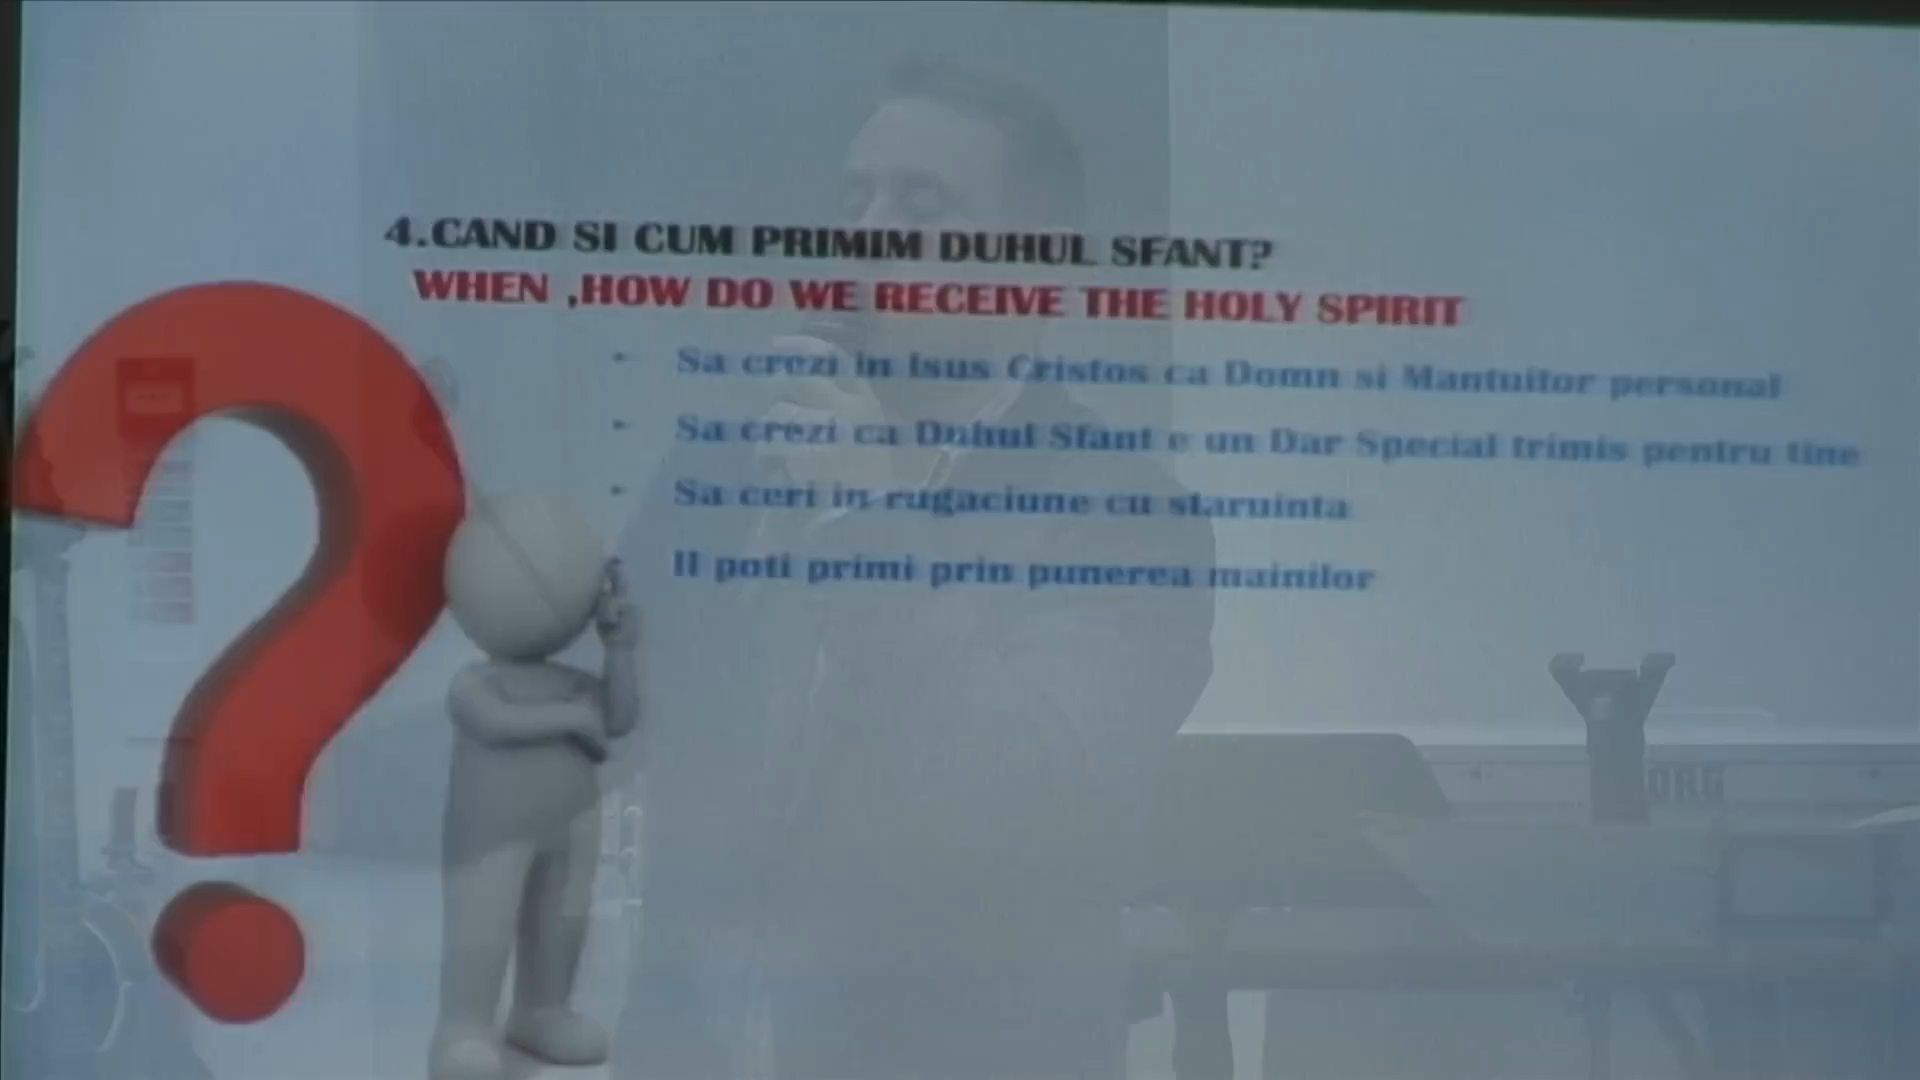 4.CAND SI CUM PRIMIM DUHUL SFANT?
WHEN ,HOW DO WE RECEIVE THE HOLY SPIRIT
- Sa crezi in Isus Cristos ca Domn si Mantuitor personal
- Sa crezi ca Duhul Sfant e un Dar Special trimis pentru tine
- Sa ceri in rugaciune cu staruinta
- Il poti primi prin punerea mainilor
ORG